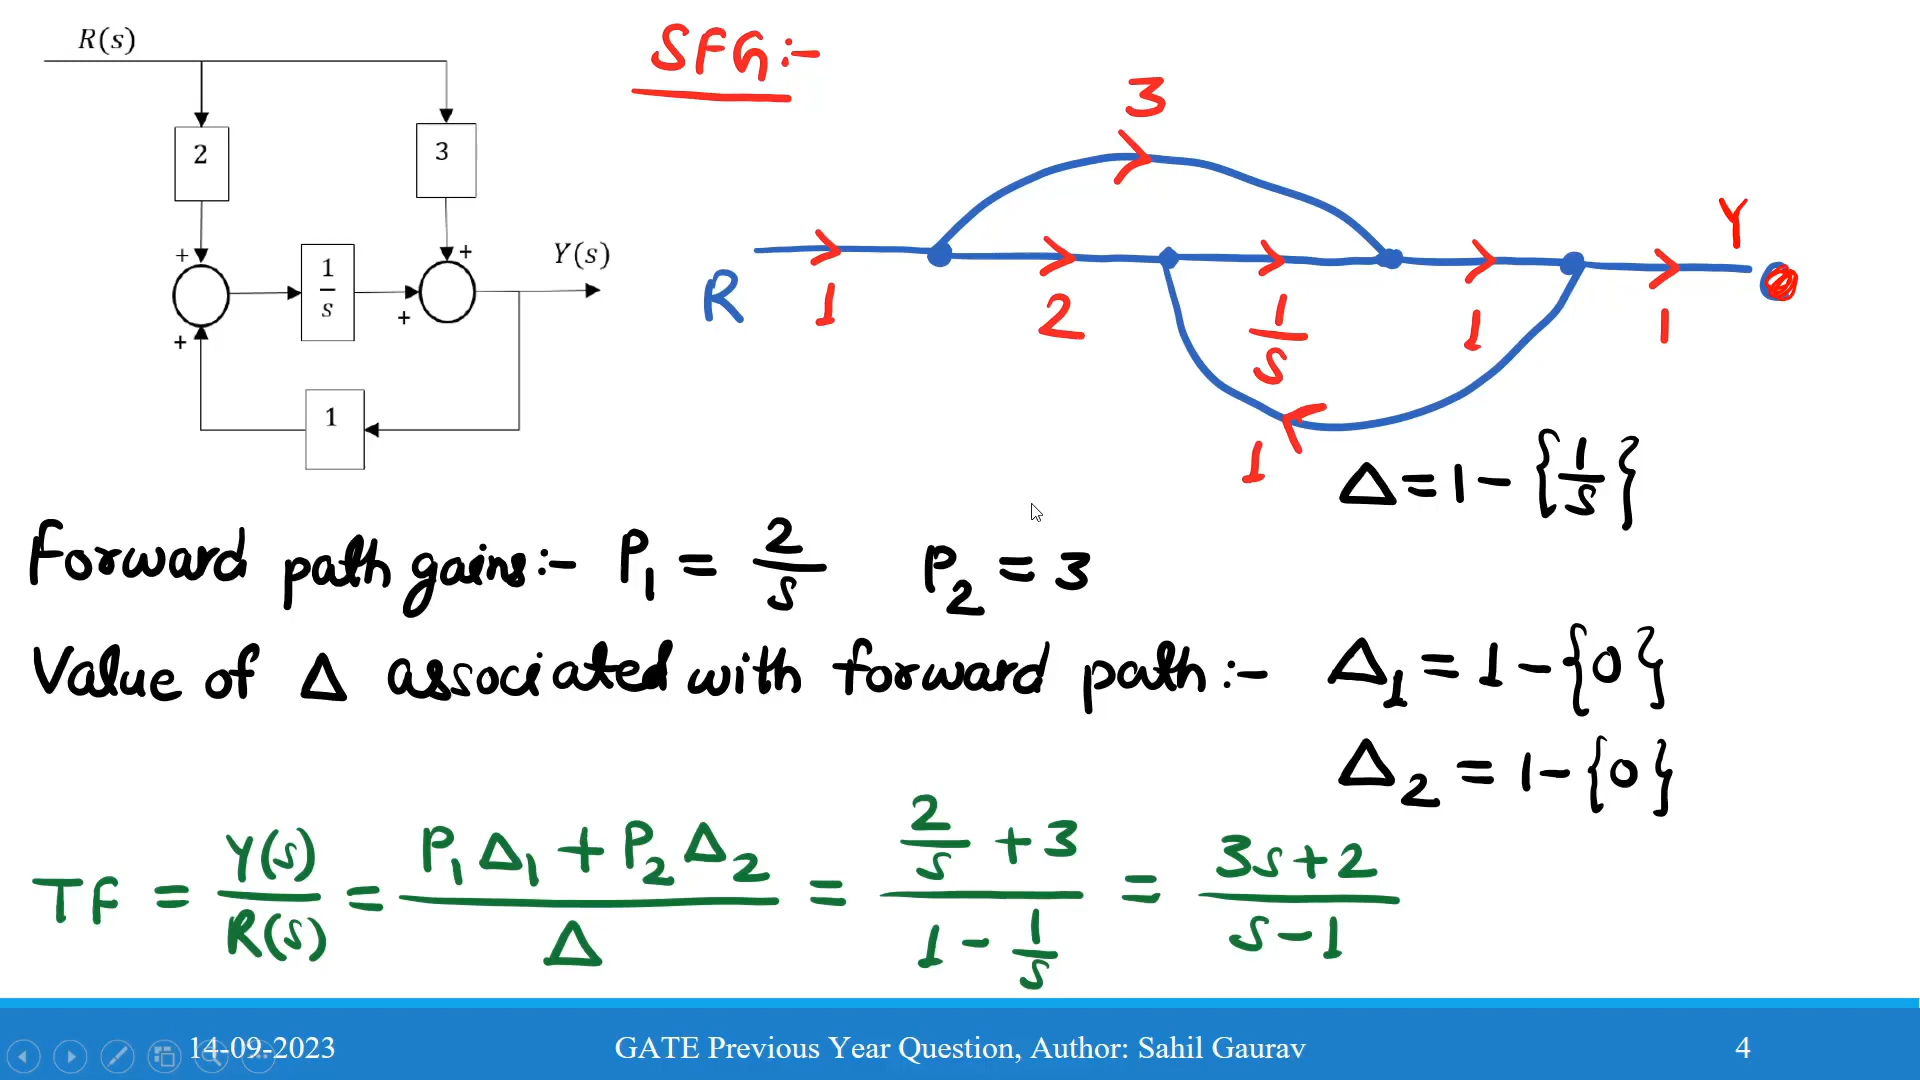 R(s)
2
3
+
+
Y(s)
1/s
+
+
1
SFG:-
3
Y
R
1
2
1/s
1
1
1
Δ = 1 - {1/s}
Forward path gains:- P₁ = 2/s P₂ = 3
Value of Δ associated with forward path:- Δ₁ = 1 - {0}
Δ₂ = 1 - {0}
TF = Y(s)/R(s) = (P₁Δ₁ + P₂Δ₂)/Δ = (2/s + 3)/(1 - 1/s) = (3s+2)/(s-1)
14-09-2023
GATE Previous Year Question, Author: Sahil Gaurav
4